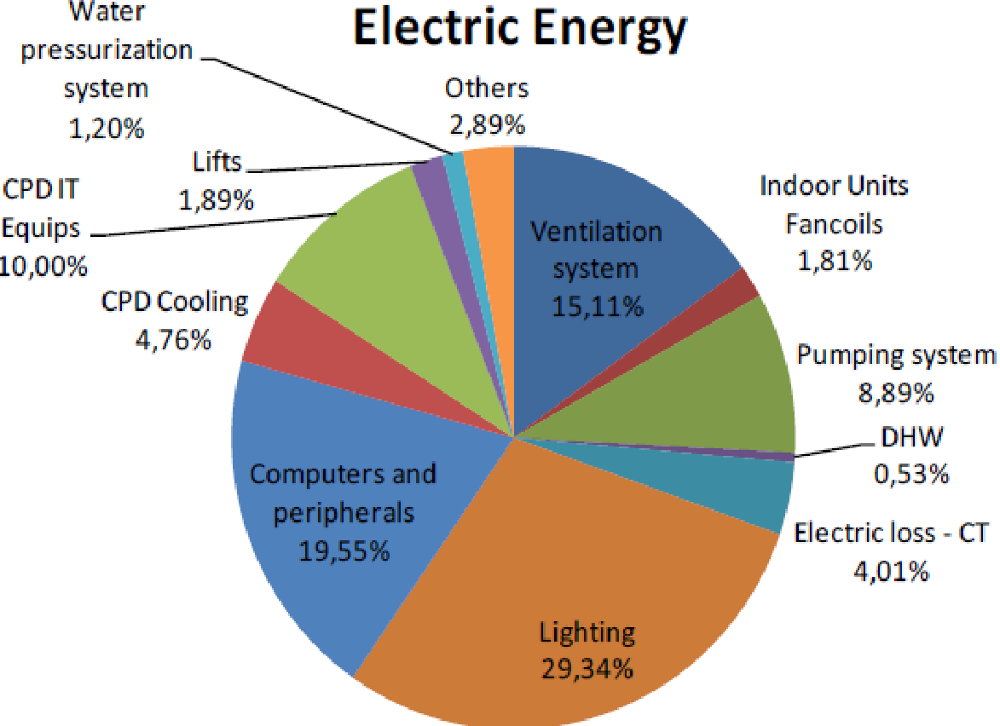 Electric Energy
Water
pressurization
system
1,20%
Others
2,89%
Lifts
1,89%
CPD IT
Equips
10,00%
CPD Cooling
4,76%
Ventilation
system
15,11%
Indoor Units
Fancoils
1,81%
Pumping system
8,89%
DHW
0,53%
Electric loss - CT
4,01%
Computers and
peripherals
19,55%
Lighting
29,34%